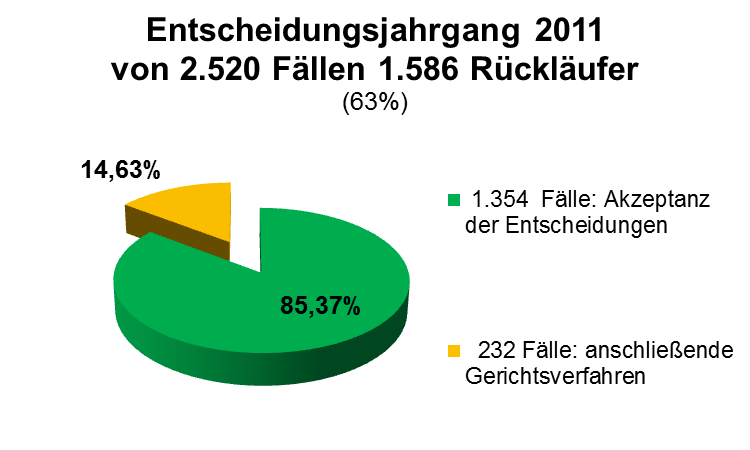 Entscheidungsjahrgang 2011
von 2.520 Fällen 1.586 Rückläufer
(63%)
14,63%
85,37%
1.354 Fälle: Akzeptanz
der Entscheidungen
232 Fälle: anschließende
Gerichtsverfahren